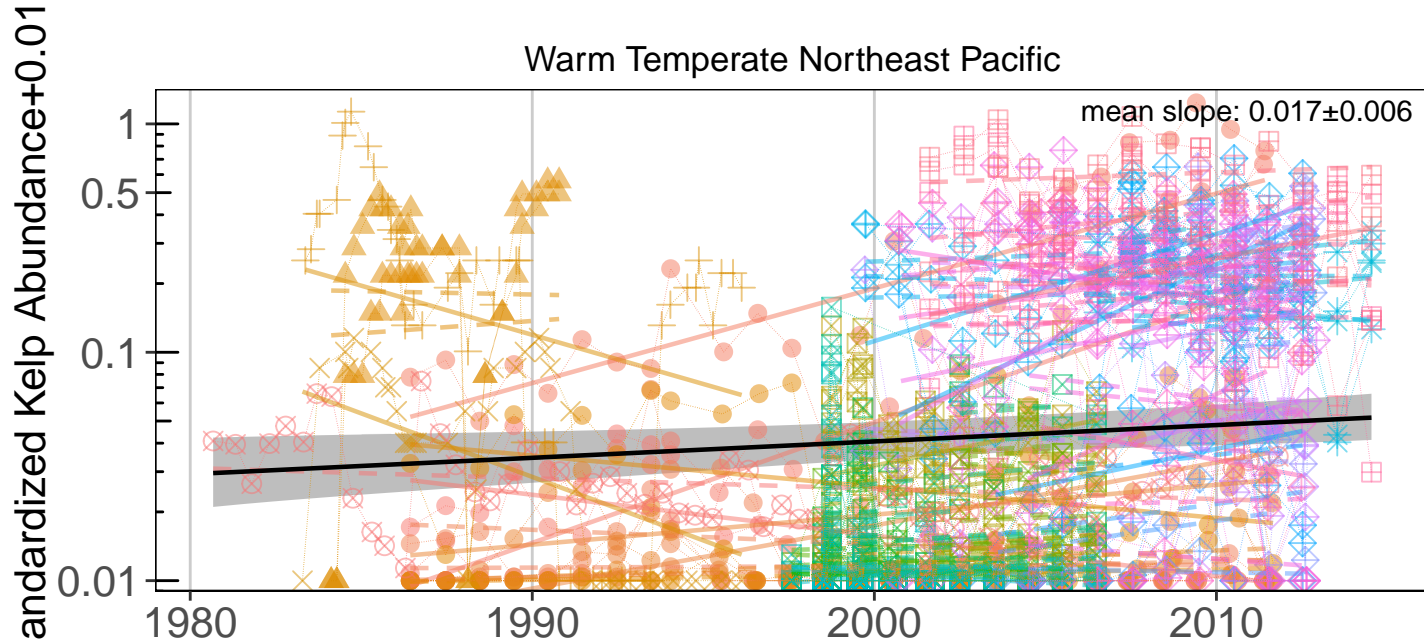 Warm Temperate Northeast Pacific
mean slope: 0.017±0.006
andardized Kelp Abundance+0.01
1
0.5
0.1
0.01
1980 1990 2000 2010